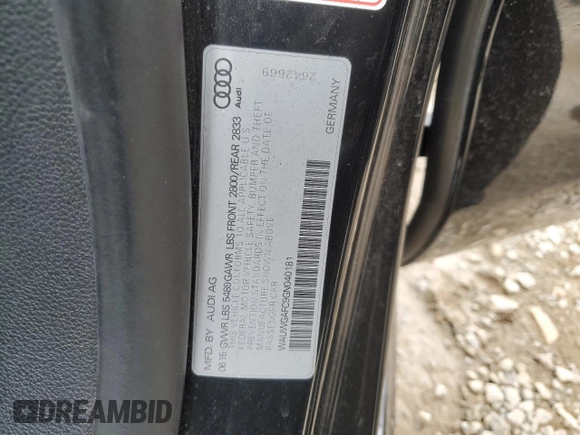 MFD. BY AUDI AG
06.15 GVWR LBS 5489 GAWR LBS FRONT 2800/REAR 2833
THIS VEHICLE CONFORMS TO ALL APPLICABLE U.S.
FEDERAL MOTOR VEHICLE SAFETY, BUMPER AND THEFT
PREVENTION STANDARDS IN EFFECT ON THE DATE OF
MANUFACTURE SHOWN ABOVE
PASSENGER CAR
Audi
2642669
GERMANY
DREAMBID